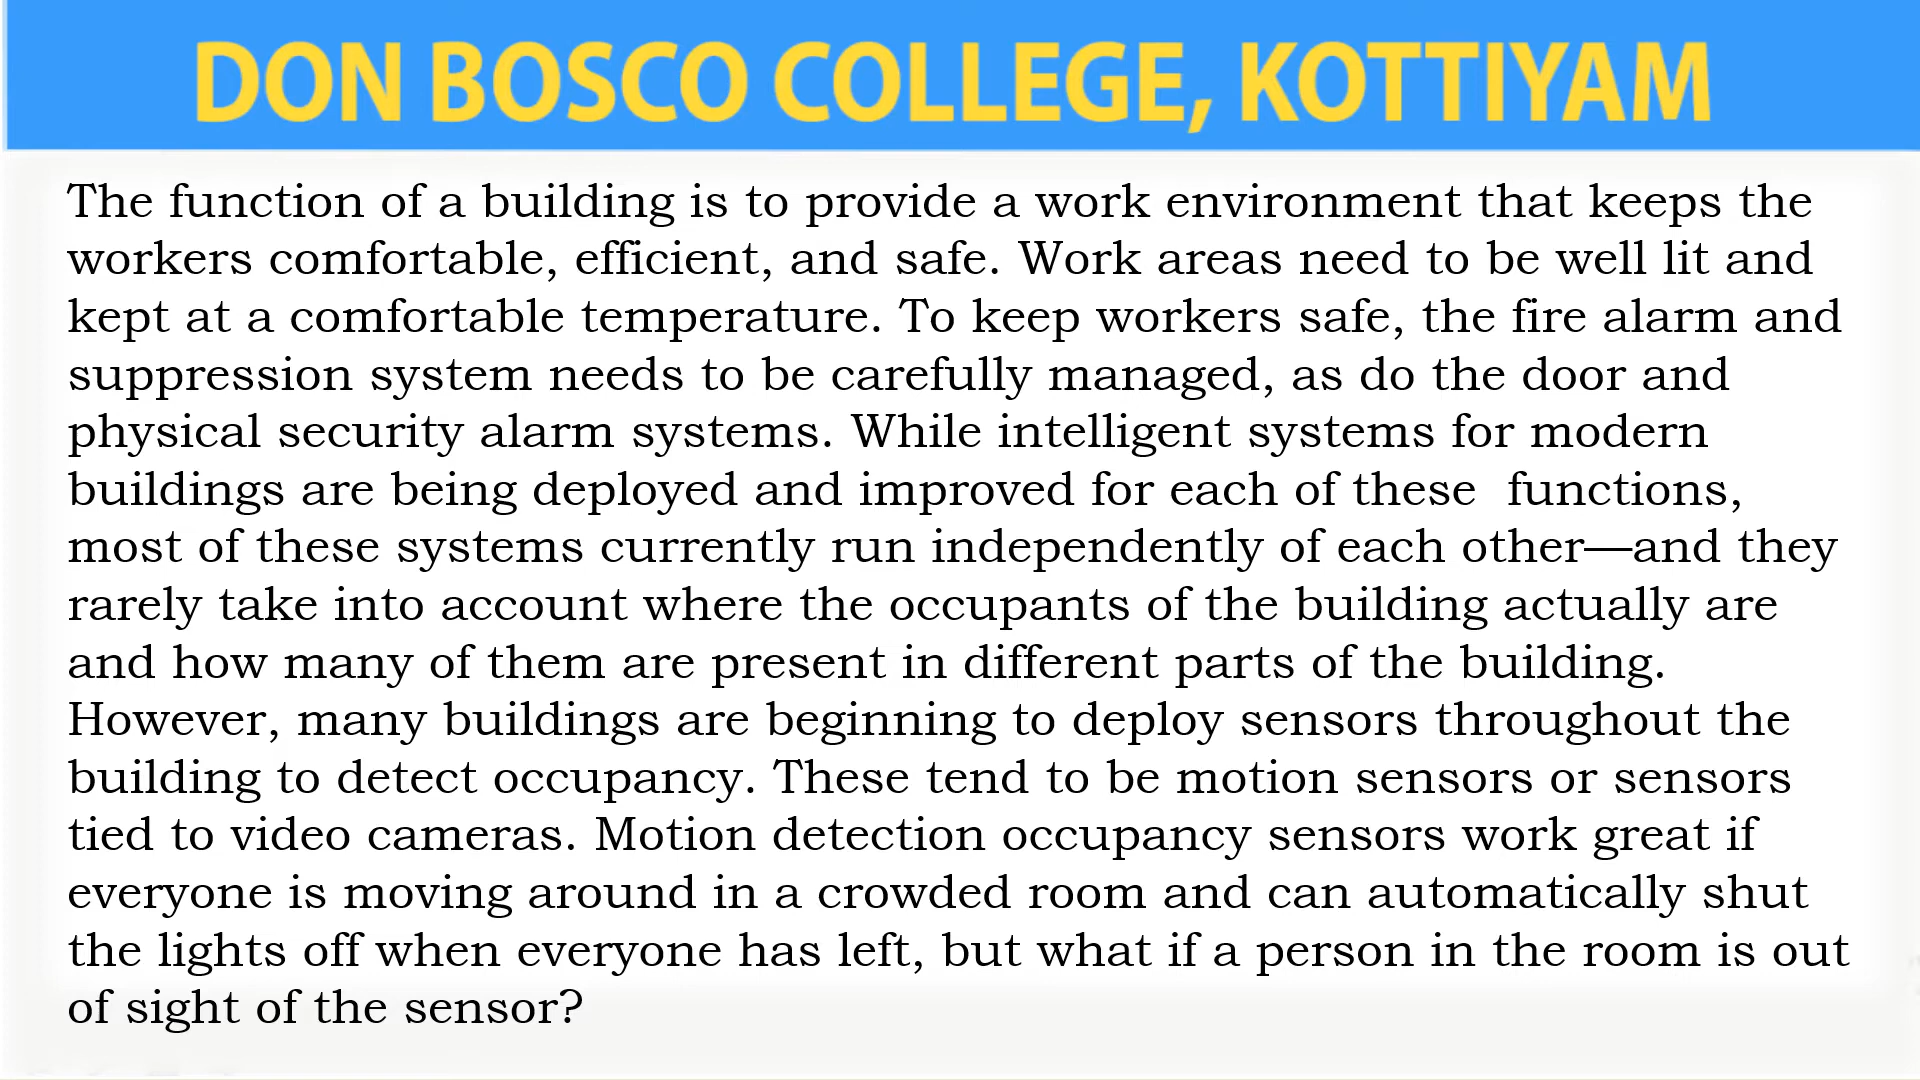 DON BOSCO COLLEGE, KOTTIYAM
The function of a building is to provide a work environment that keeps the
workers comfortable, efficient, and safe. Work areas need to be well lit and
kept at a comfortable temperature. To keep workers safe, the fire alarm and
suppression system needs to be carefully managed, as do the door and
physical security alarm systems. While intelligent systems for modern
buildings are being deployed and improved for each of these  functions,
most of these systems currently run independently of each other—and they
rarely take into account where the occupants of the building actually are
and how many of them are present in different parts of the building.
However, many buildings are beginning to deploy sensors throughout the
building to detect occupancy. These tend to be motion sensors or sensors
tied to video cameras. Motion detection occupancy sensors work great if
everyone is moving around in a crowded room and can automatically shut
the lights off when everyone has left, but what if a person in the room is out
of sight of the sensor?